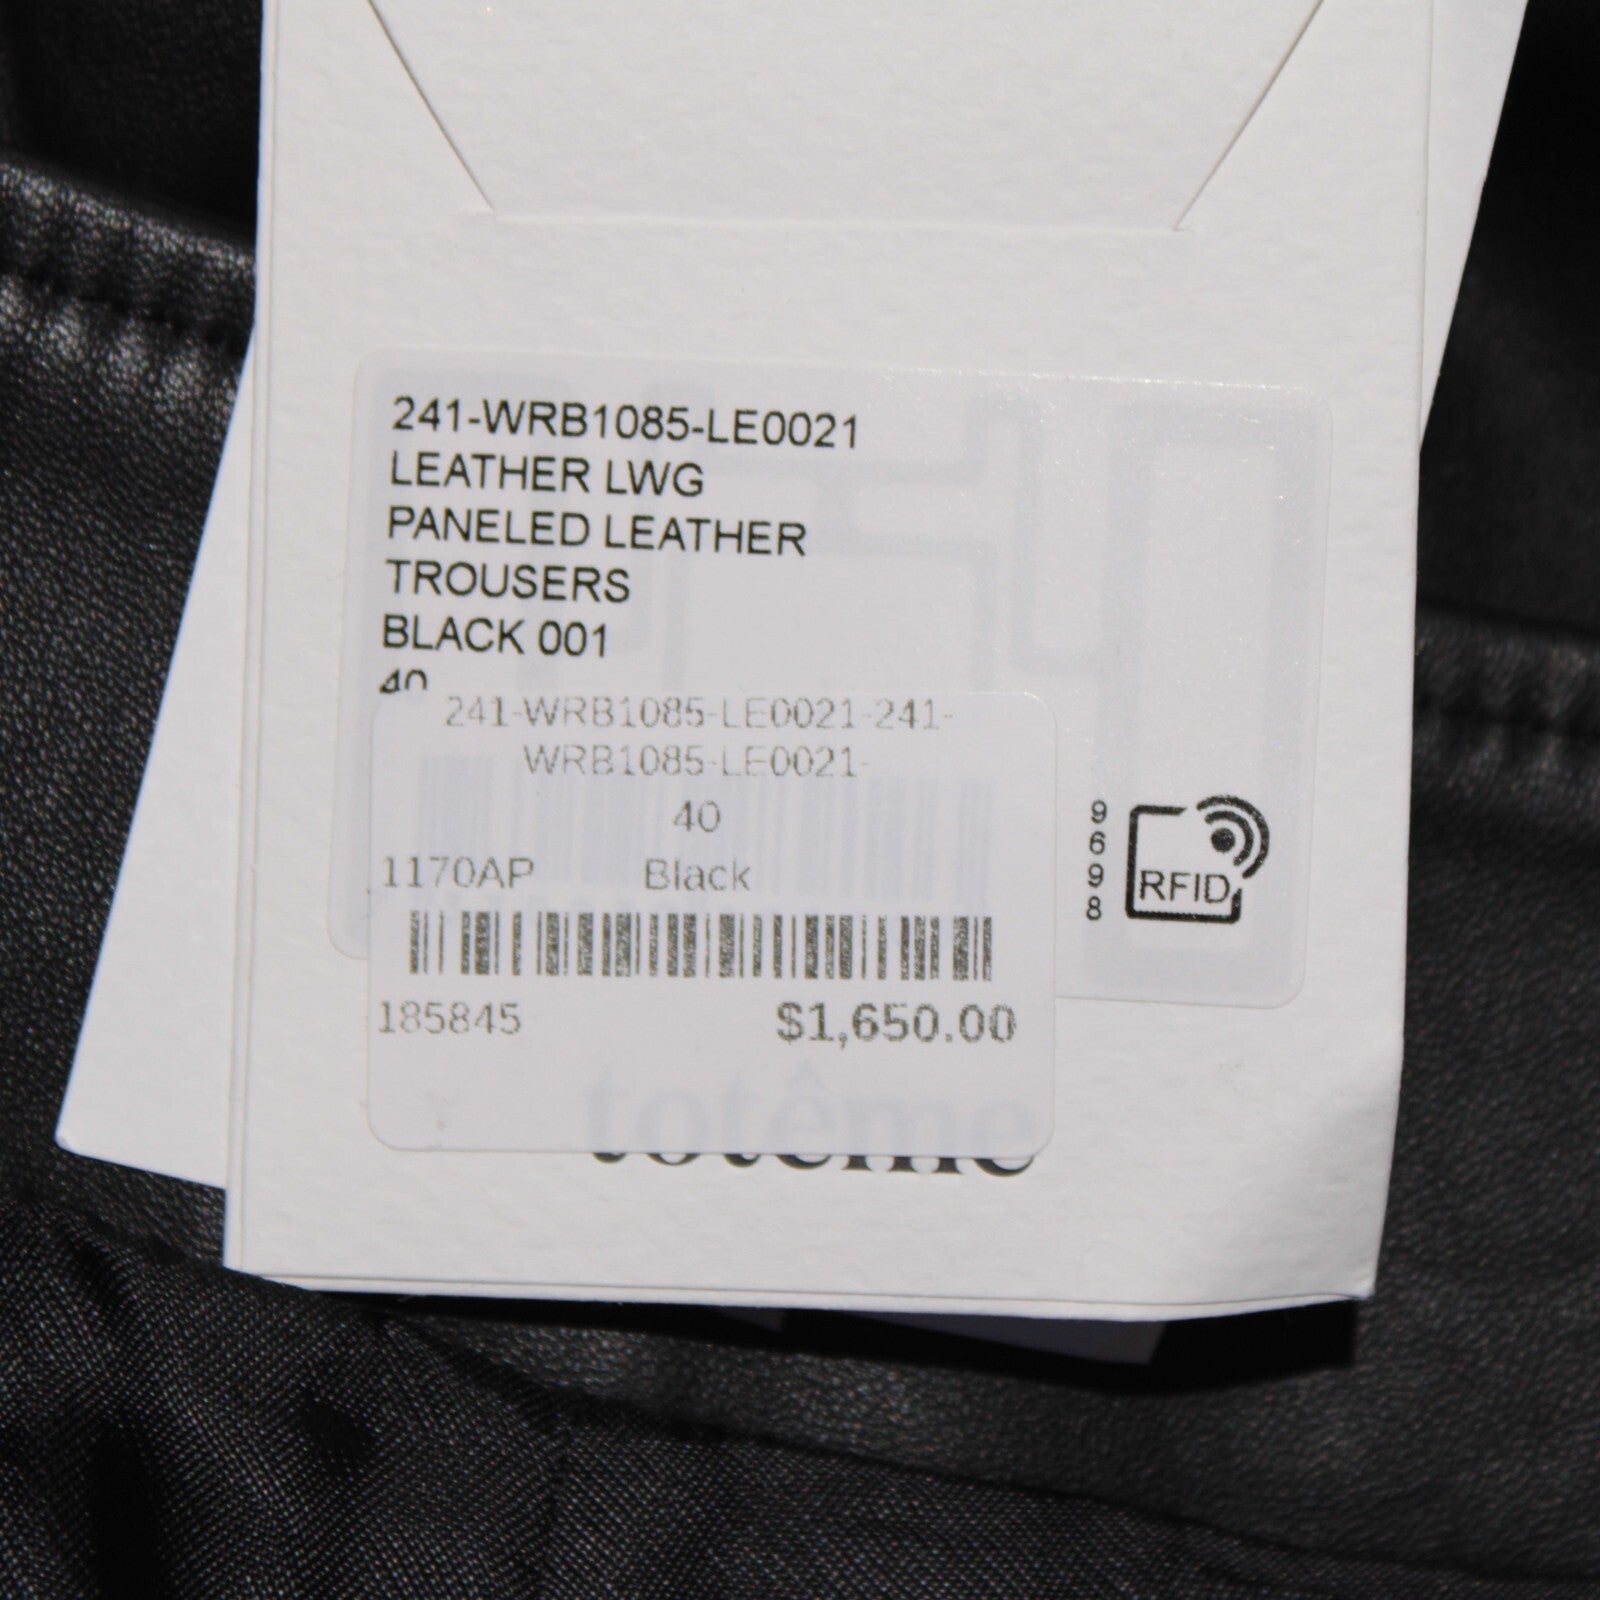 241-WRB1085-LE0021
LEATHER LWG
PANELED LEATHER
TROUSERS
BLACK 001
40
241-WRB1085-LE0021-241-
WRB1085-LE0021-
40
1170AP Black
185845 $1,650.00
9698
RFID
totême